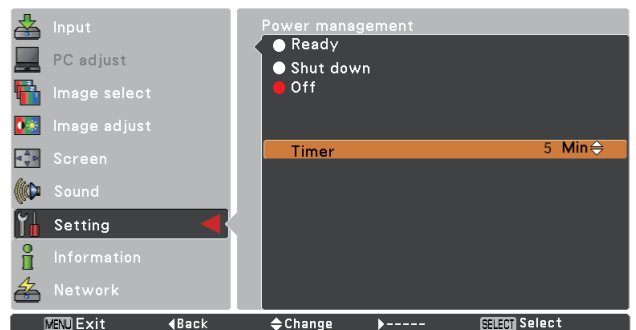 Input
PC adjust
Image select
Image adjust
Screen
Sound
Setting
Information
Network
Power management
Ready
Shut down
Off
Timer 5 Min
MENU Exit Back Change ----- SELECT Select